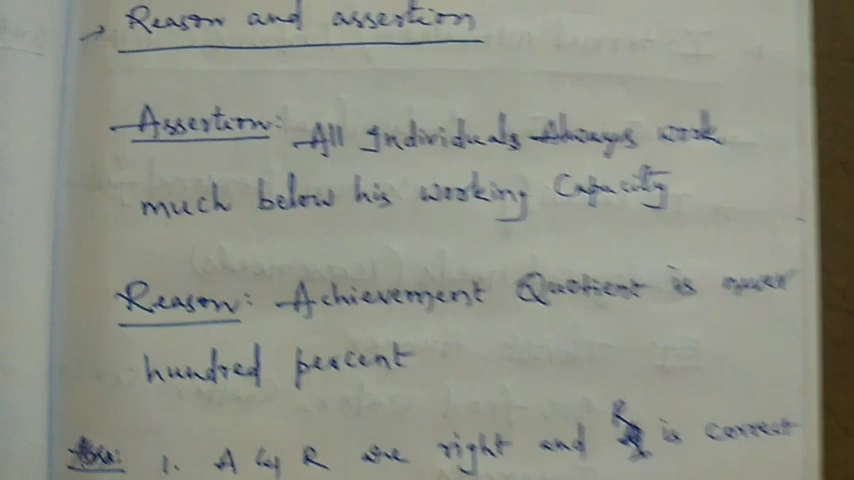 → Reason and assertion
Assertion: All Individuals Always work
much below his working Capacity
Reason: Achievement Quotient is never
hundred percent
1. A & R are right and R is correct